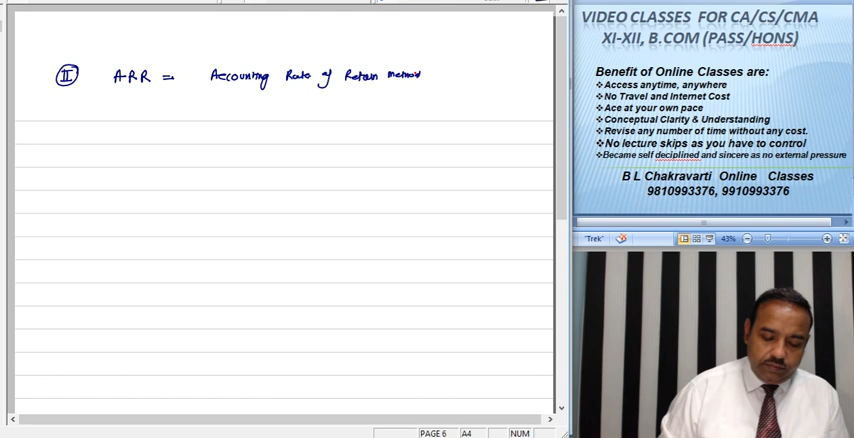 II ARR = Accounting Rate of Return method
VIDEO CLASSES FOR CA/CS/CMA
XI-XII, B.COM (PASS/HONS)
Benefit of Online Classes are:
❖Access anytime, anywhere
❖No Travel and Internet Cost
❖Ace at your own pace
❖Conceptual Clarity & Understanding
❖Revise any number of time without any cost.
❖No lecture skips as you have to control
❖Became self deciplined and sincere as no external pressure
B L Chakravarti Online Classes
9810993376, 9910993376
"Trek" 43%
PAGE 6 A4 NUM